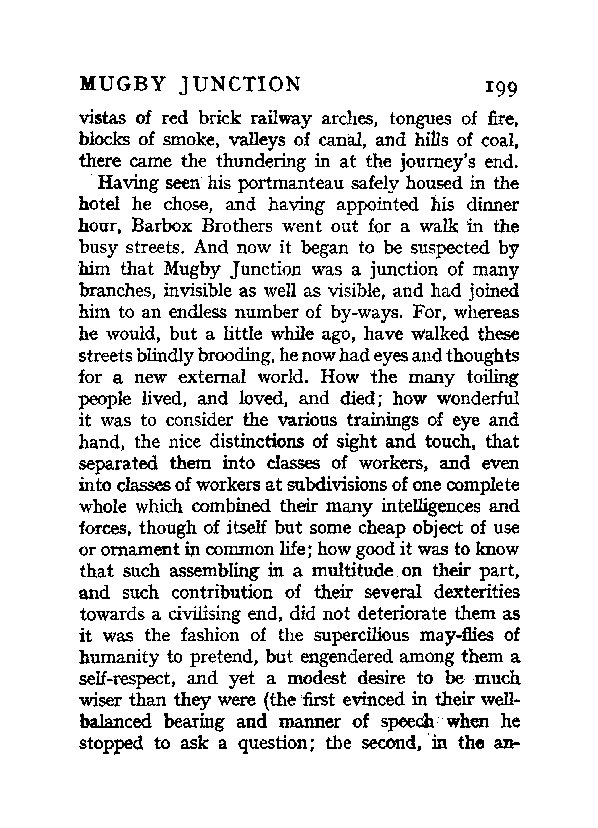 MUGBY JUNCTION 199
vistas of red brick railway arches, tongues of fire,
blocks of smoke, valleys of canal, and hills of coal,
there came the thundering in at the journey's end.
Having seen his portmanteau safely housed in the
hotel he chose, and having appointed his dinner
hour, Barbox Brothers went out for a walk in the
busy streets. And now it began to be suspected by
him that Mugby Junction was a junction of many
branches, invisible as well as visible, and had joined
him to an endless number of by-ways. For, whereas
he would, but a little while ago, have walked these
streets blindly brooding, he now had eyes and thoughts
for a new external world. How the many toiling
people lived, and loved, and died; how wonderful
it was to consider the various trainings of eye and
hand, the nice distinctions of sight and touch, that
separated them into classes of workers, and even
into classes of workers at subdivisions of one complete
whole which combined their many intelligences and
forces, though of itself but some cheap object of use
or ornament in common life; how good it was to know
that such assembling in a multitude on their part,
and such contribution of their several dexterities
towards a civilising end, did not deteriorate them as
it was the fashion of the supercilious may-flies of
humanity to pretend, but engendered among them a
self-respect, and yet a modest desire to be much
wiser than they were (the first evinced in their well-
balanced bearing and manner of speech when he
stopped to ask a question; the second, in the an-